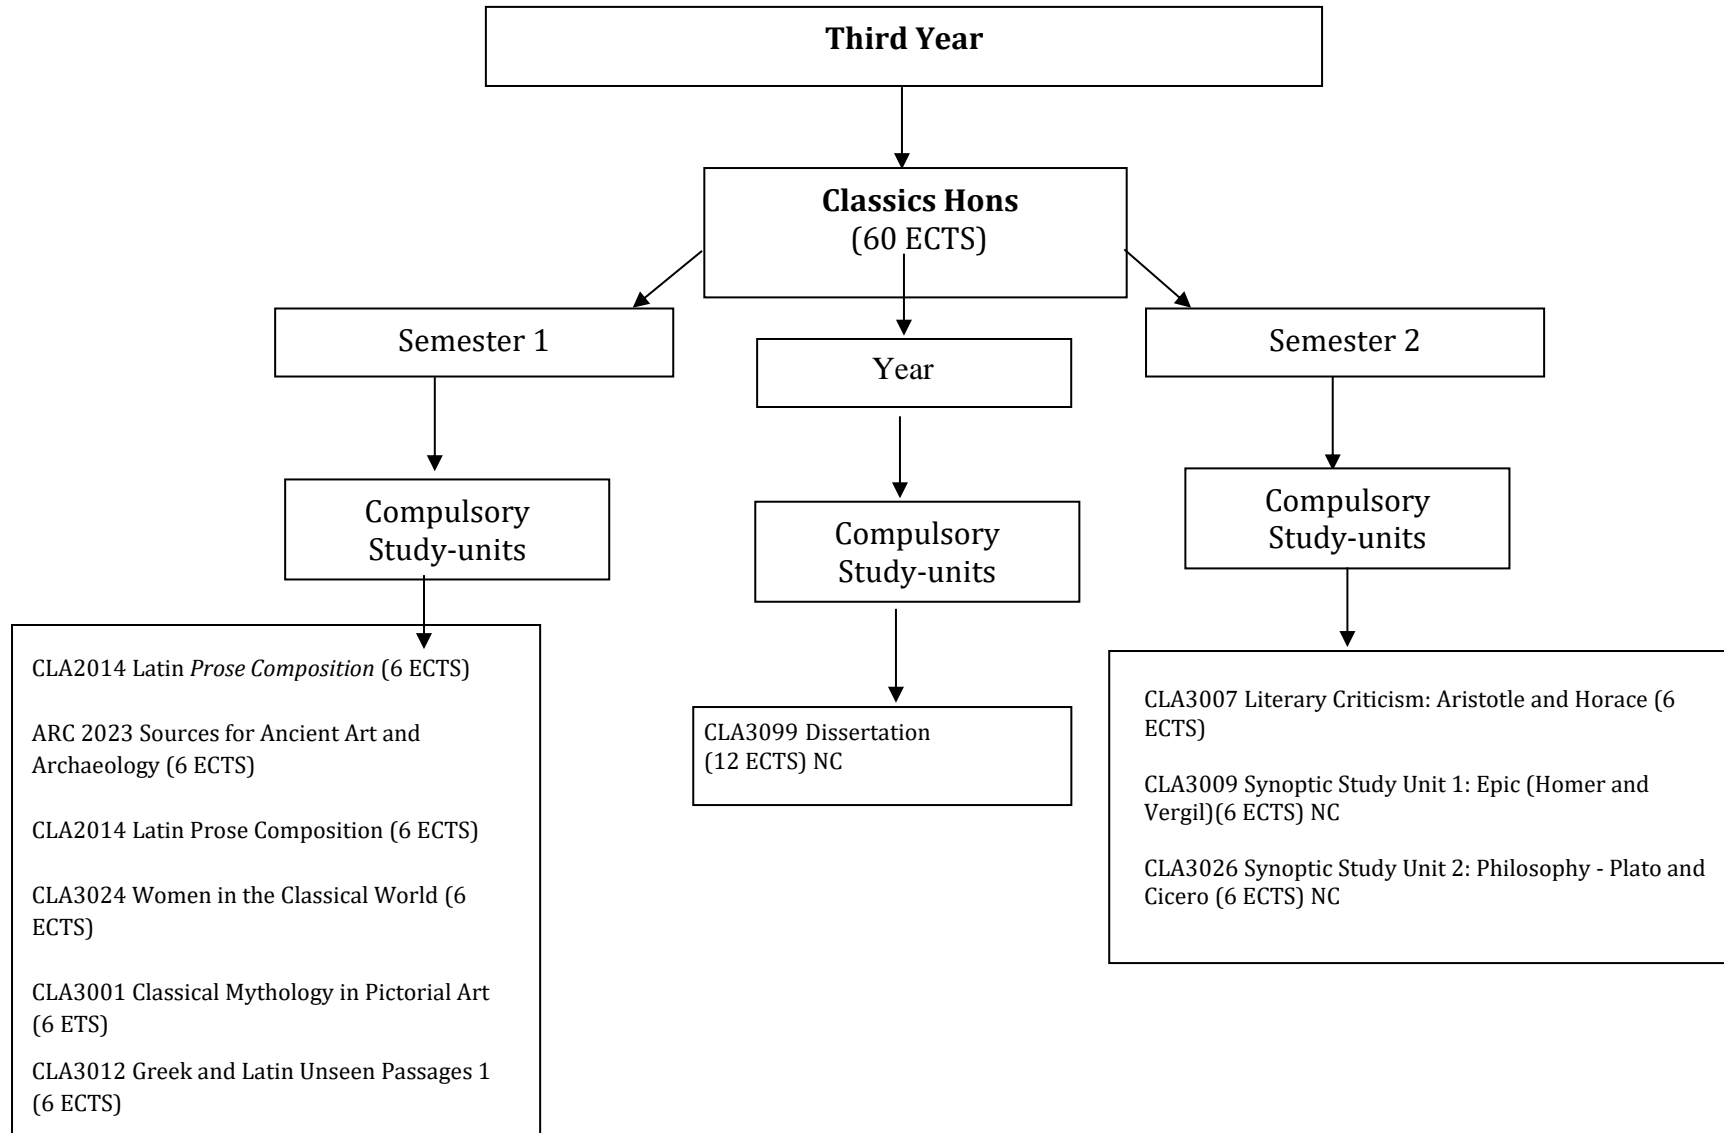 Third Year
Classics Hons
(60 ECTS)
Semester 1
Year
Semester 2
Compulsory
Study-units
Compulsory
Study-units
Compulsory
Study-units
CLA2014 Latin Prose Composition (6 ECTS)
ARC 2023 Sources for Ancient Art and
Archaeology (6 ECTS)
CLA2014 Latin Prose Composition (6 ECTS)
CLA3024 Women in the Classical World (6
ECTS)
CLA3001 Classical Mythology in Pictorial Art
(6 ETS)
CLA3012 Greek and Latin Unseen Passages 1
(6 ECTS)
CLA3099 Dissertation
(12 ECTS) NC
CLA3007 Literary Criticism: Aristotle and Horace (6
ECTS)
CLA3009 Synoptic Study Unit 1: Epic (Homer and
Vergil)(6 ECTS) NC
CLA3026 Synoptic Study Unit 2: Philosophy - Plato and
Cicero (6 ECTS) NC